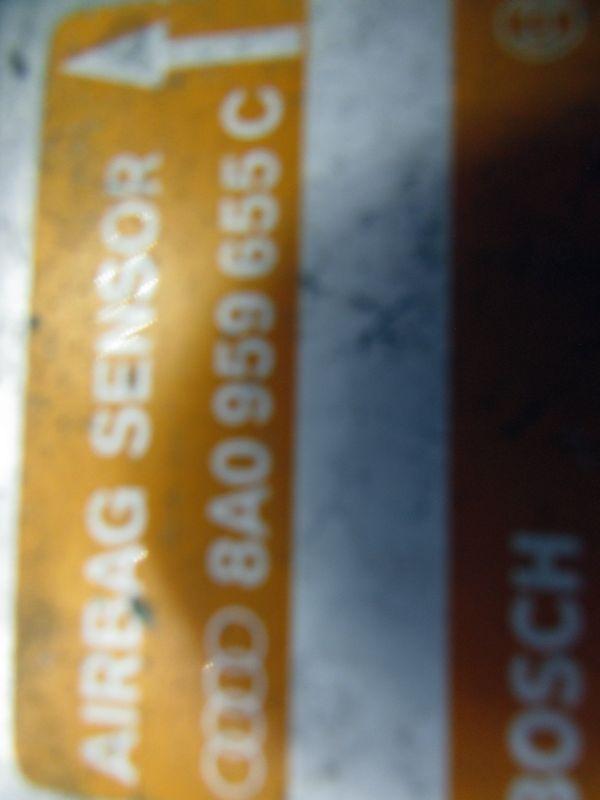 AIRBAG SENSOR
8A0 959 655 C
BOSCH